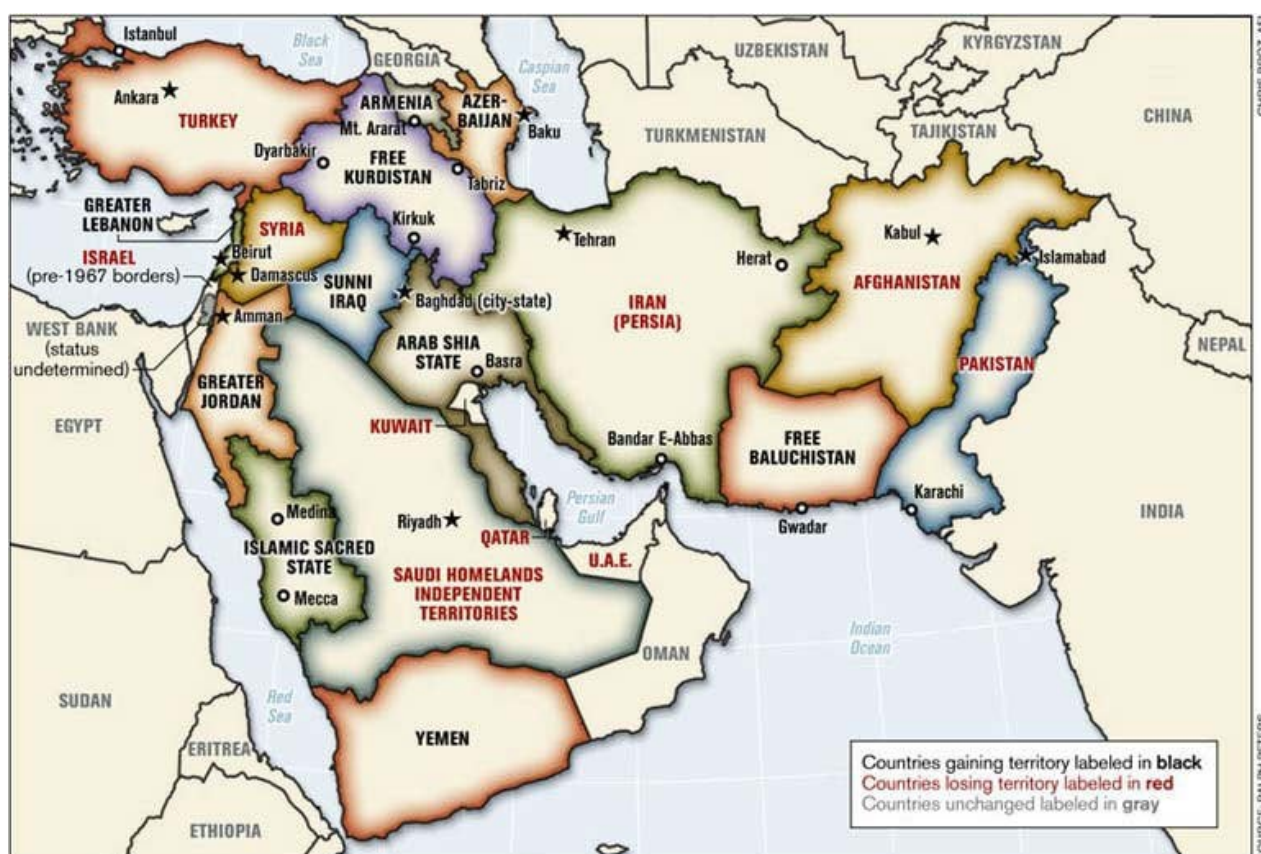 Istanbul
Black
Sea
GEORGIA
Caspian
Sea
UZBEKISTAN
KYRGYZSTAN
Ankara
TURKEY
ARMENIA
AZER-
BAIJAN
Baku
Mt. Ararat
TURKMENISTAN
TAJIKISTAN
CHINA
Dyarbakir
FREE
KURDISTAN
Tabriz
GREATER
LEBANON
SYRIA
Kirkuk
Tehran
Herat
Kabul
Islamabad
ISRAEL
(pre-1967 borders)
Beirut
Damascus
SUNNI
IRAQ
Baghdad (city-state)
IRAN
(PERSIA)
AFGHANISTAN
WEST BANK
(status
undetermined)
Amman
ARAB SHIA
STATE
Basra
PAKISTAN
NEPAL
GREATER
JORDAN
EGYPT
KUWAIT
Bandar E-Abbas
FREE
BALUCHISTAN
Karachi
Medina
Riyadh
Persian
Gulf
Gwadar
INDIA
QATAR
ISLAMIC SACRED
STATE
U.A.E.
Mecca
SAUDI HOMELANDS
INDEPENDENT
TERRITORIES
Indian
Ocean
OMAN
SUDAN
Red
Sea
YEMEN
ERITREA
ETHIOPIA
Countries gaining territory labeled in black
Countries losing territory labeled in red
Countries unchanged labeled in gray